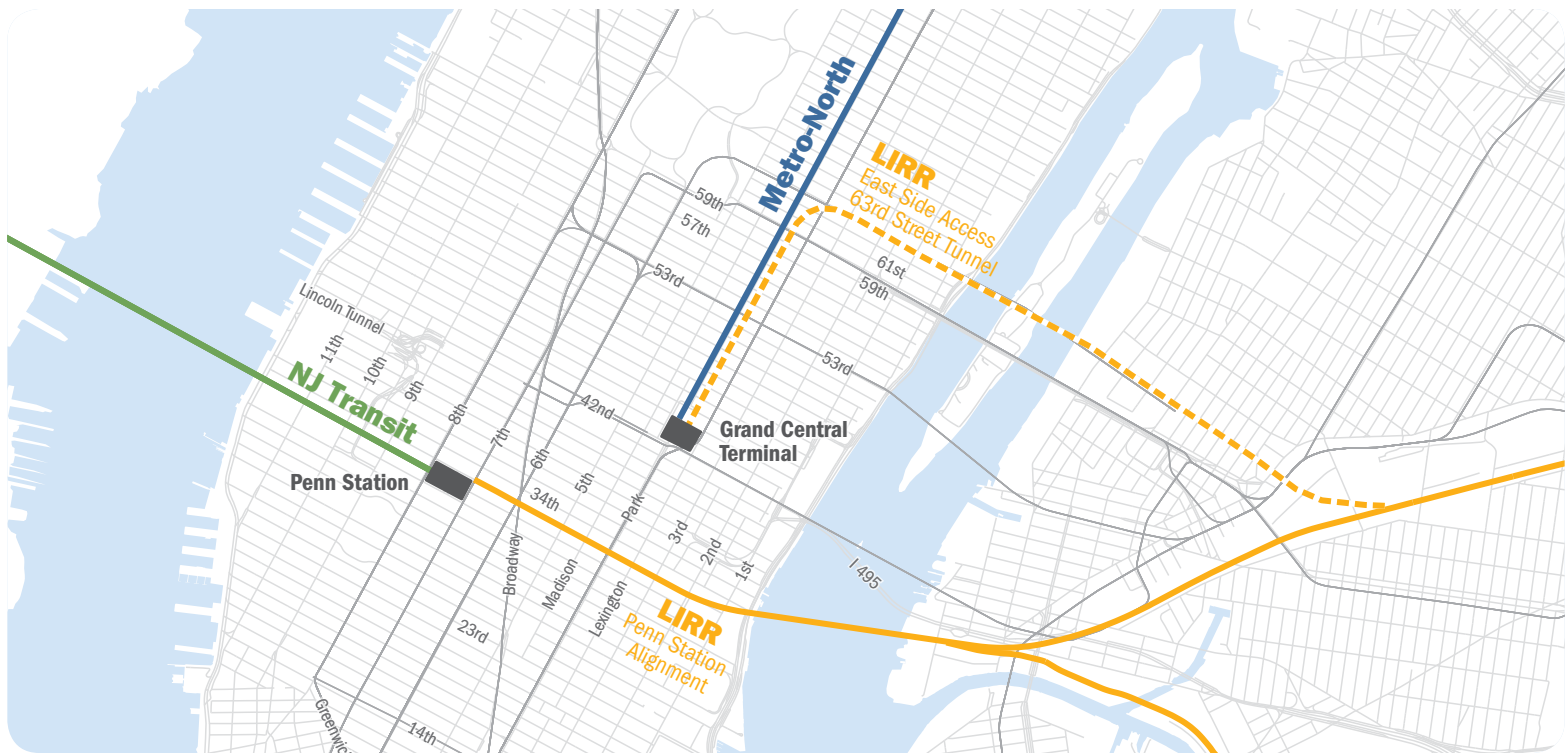 Metro-North
LIRR
East Side Access
63rd Street Tunnel
59th
57th
53rd
61st
59th
53rd
Lincoln Tunnel
11th
10th
9th
8th
7th
6th
5th
42nd
34th
NJ Transit
Penn Station
Grand Central
Terminal
Park
3rd
2nd
1st
I 495
Broadway
Madison
Lexington
LIRR
Penn Station
Alignment
23rd
14th
Greenwic